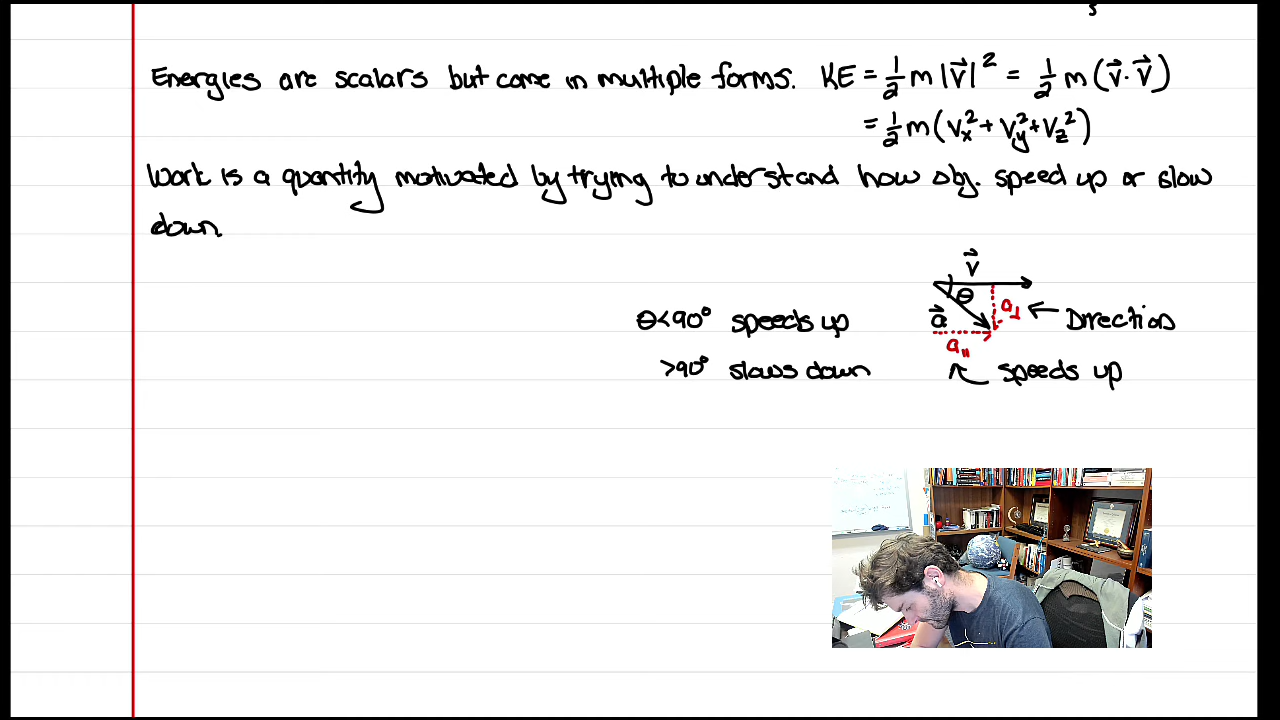 Energies are scalars but come in multiple forms. KE = 1/2 m |v⃗|² = 1/2 m (v⃗ · v⃗)
= 1/2 m (Vx² + Vy² + Vz²)
Work is a quantity motivated by trying to understand how obj. speed up or slow
down.
v⃗
θ
θ<90° speeds up
a⃗
a⊥
← Direction
a∥
>90° slows down
speeds up